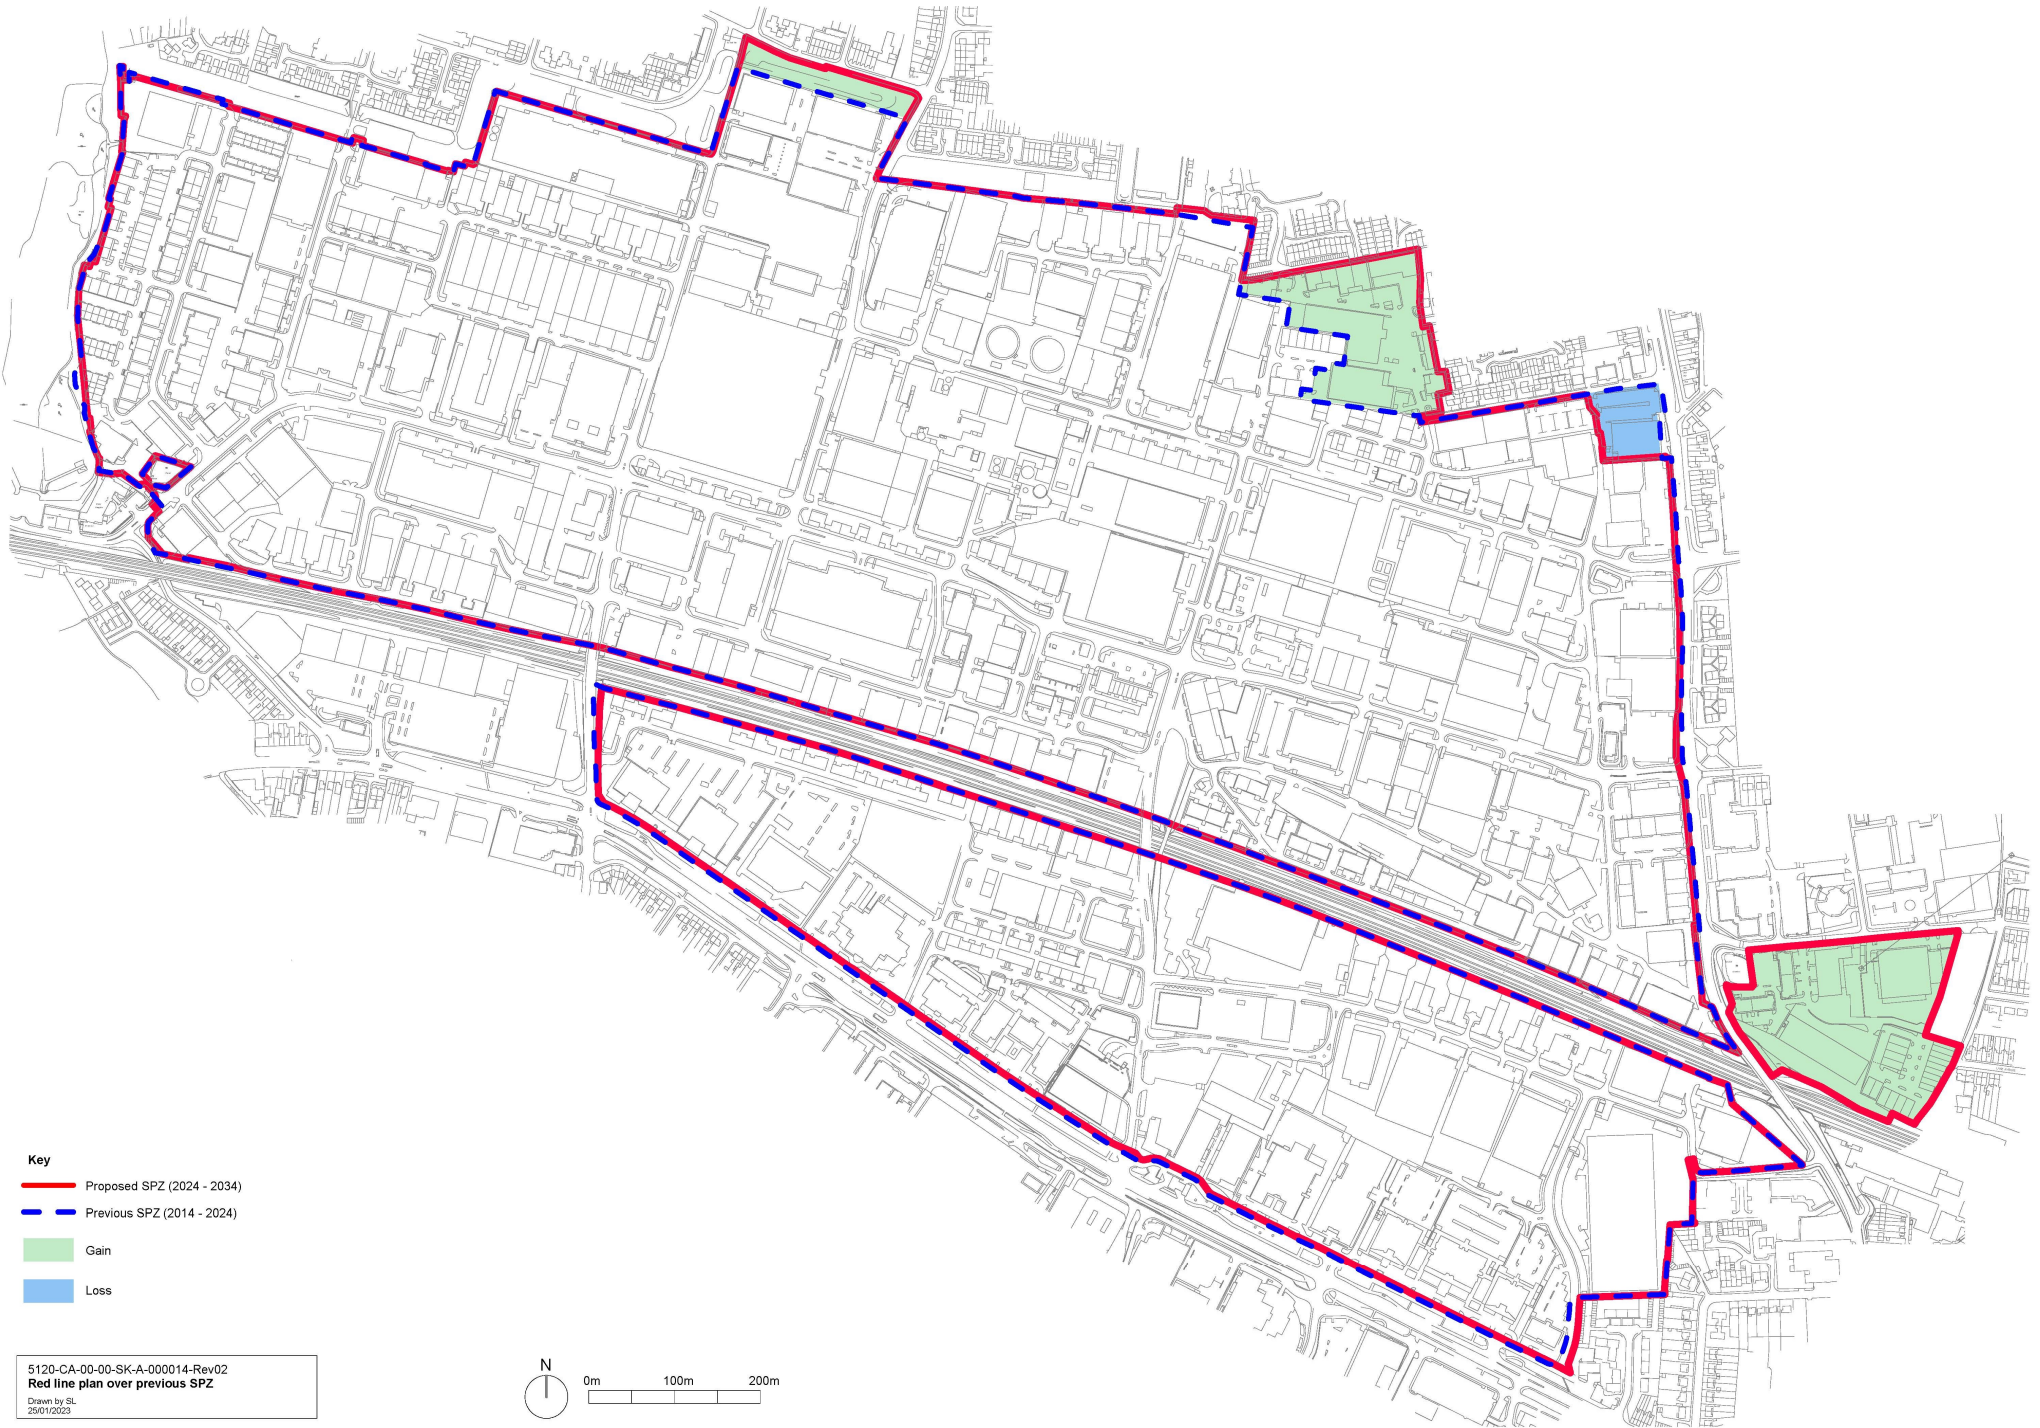 Key
Proposed SPZ (2024 - 2034)
Previous SPZ (2014 - 2024)
Gain
Loss
5120-CA-00-00-SK-A-000014-Rev02
Red line plan over previous SPZ
Drawn by SL
25/01/2023
N
0m 100m 200m